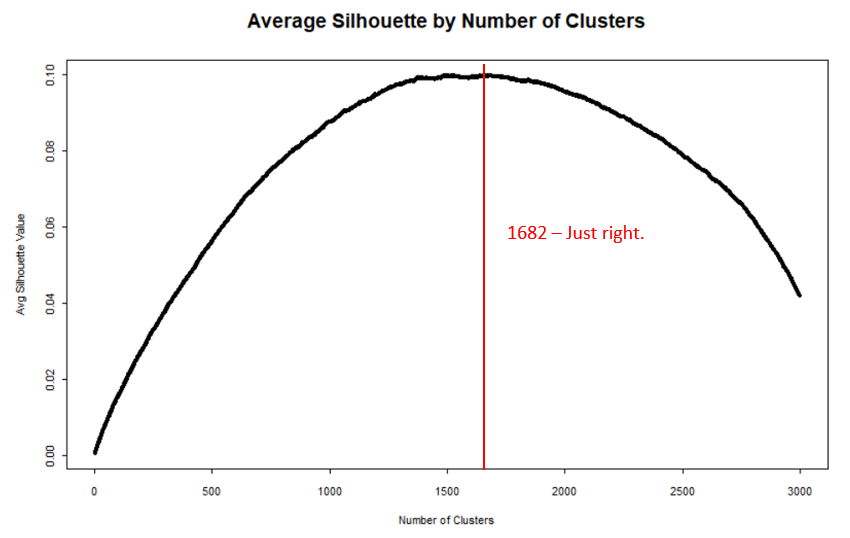 Average Silhouette by Number of Clusters
Avg Silhouette Value
0.10
0.08
0.06
0.04
0.02
0.00
1682 – Just right.
0 500 1000 1500 2000 2500 3000
Number of Clusters